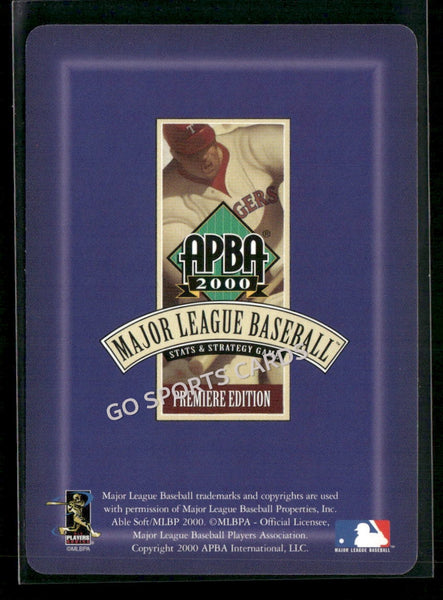 T
GERS
APBA®
2000
MAJOR LEAGUE BASEBALL™
STATS & STRATEGY GAME
GO SPORTS CARDS
PREMIERE EDITION
Major League Baseball trademarks and copyrights are used
with permission of Major League Baseball Properties, Inc.
Able Soft/MLBP 2000. ©MLBPA - Official Licensee,
Major League Baseball Players Association.
Copyright 2000 APBA International, LLC.
PLAYERS
©MLBPA
MAJOR LEAGUE BASEBALL